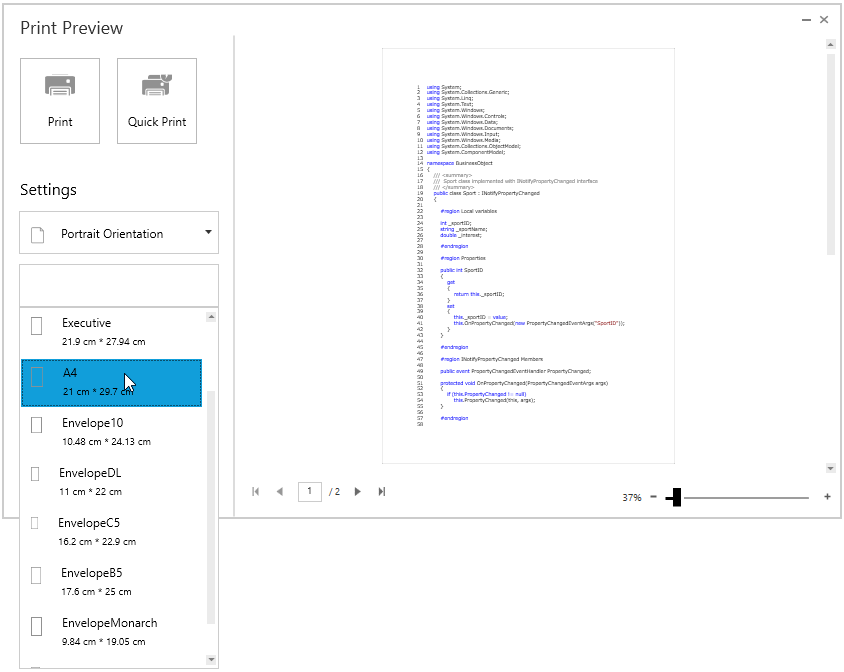 Print Preview
Print
Quick Print
Settings
Portrait Orientation
Executive
21.9 cm * 27.94 cm
A4
21 cm * 29.7 cm
Envelope10
10.48 cm * 24.13 cm
EnvelopeDL
11 cm * 22 cm
EnvelopeC5
16.2 cm * 22.9 cm
EnvelopeB5
17.6 cm * 25 cm
EnvelopeMonarch
9.84 cm * 19.05 cm
1 using System;
2 using System.Collections.Generic;
3 using System.Linq;
4 using System.Text;
5 using System.Windows;
6 using System.Windows.Controls;
7 using System.Windows.Data;
8 using System.Windows.Documents;
9 using System.Windows.Input;
10 using System.Windows.Media;
11 using System.Collections.ObjectModel;
12 using System.ComponentModel;
13
14 namespace BusinessObject
15 {
16 /// <summary>
17 /// Sport class implemented with INotifyPropertyChanged interface
18 /// </summary>
19 public class Sport : INotifyPropertyChanged
20 {
21
22 #region Local variables
23
24 int _sportID;
25 string _sportName;
26 double _interest;
27
28 #endregion
29
30 #region Properties
31
32 public int SportID
33 {
34 get
35 {
36 return this._sportID;
37 }
38 set
39 {
40 this._sportID = value;
41 this.OnPropertyChanged(new PropertyChangedEventArgs("SportID"));
42 }
43 }
44
45 #endregion
46
47 #region INotifyPropertyChanged Members
48
49 public event PropertyChangedEventHandler PropertyChanged;
50
51 protected void OnPropertyChanged(PropertyChangedEventArgs args)
52 {
53 if (this.PropertyChanged != null)
54 this.PropertyChanged(this, args);
55 }
56
57 #endregion
58
1 / 2
37%